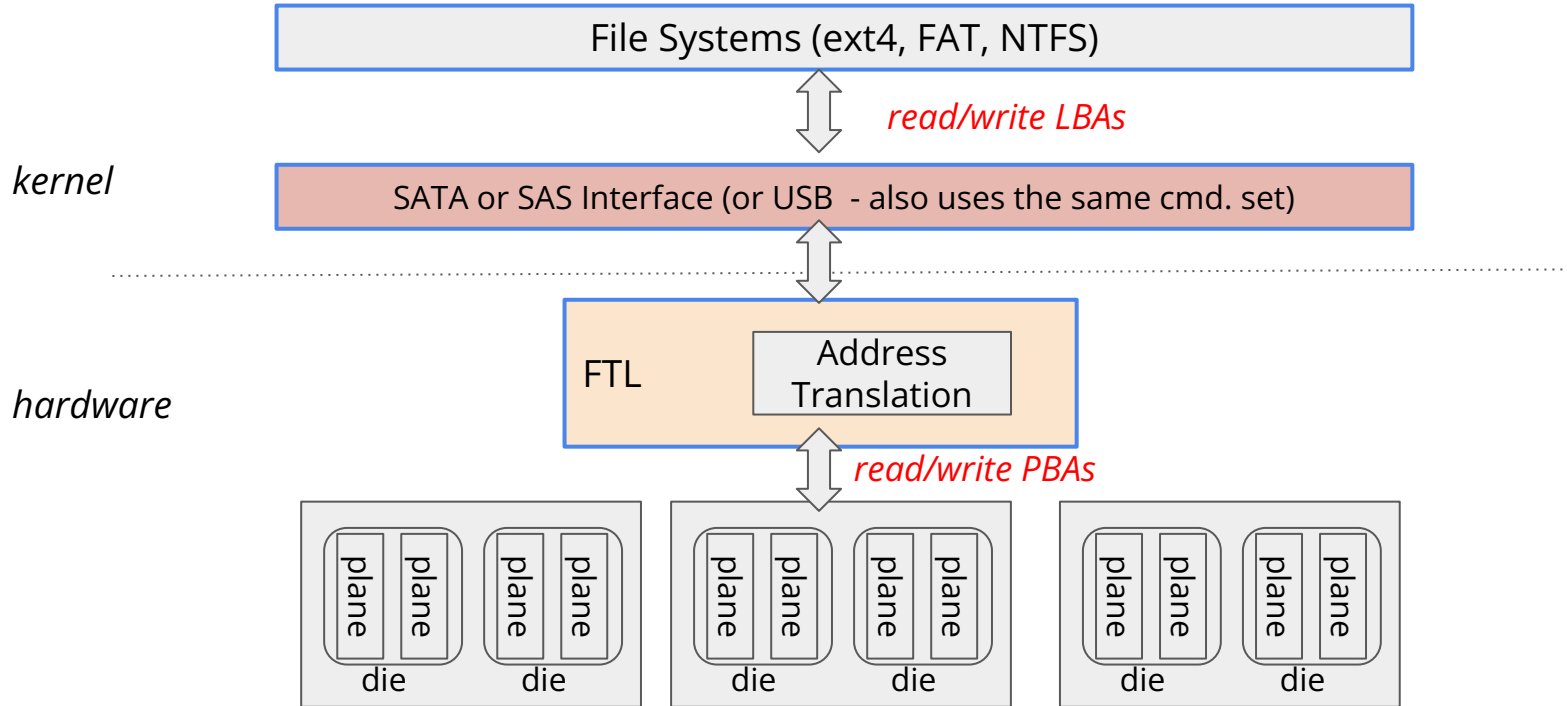 File Systems (ext4, FAT, NTFS)
read/write LBAs
kernel
SATA or SAS Interface (or USB - also uses the same cmd. set)
FTL
Address
Translation
hardware
read/write PBAs
plane plane plane plane plane plane plane plane plane plane plane plane
die die die die die die